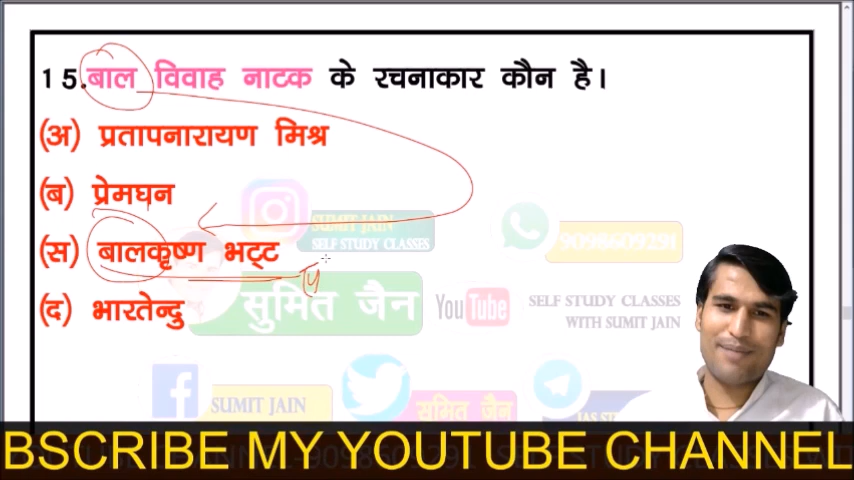 15.बाल विवाह नाटक के रचनाकार कौन है।
(अ) प्रतापनारायण मिश्र
(ब) प्रेमघन
(स) बालकृष्ण भट्ट
(द) भारतेन्दु
SUMIT JAIN
SELF STUDY CLASSES
9098609291
सुमित जैन
YouTube
SELF STUDY CLASSES
WITH SUMIT JAIN
SUMIT JAIN
सुमित जैन
BSCRIBE MY YOUTUBE CHANNEL